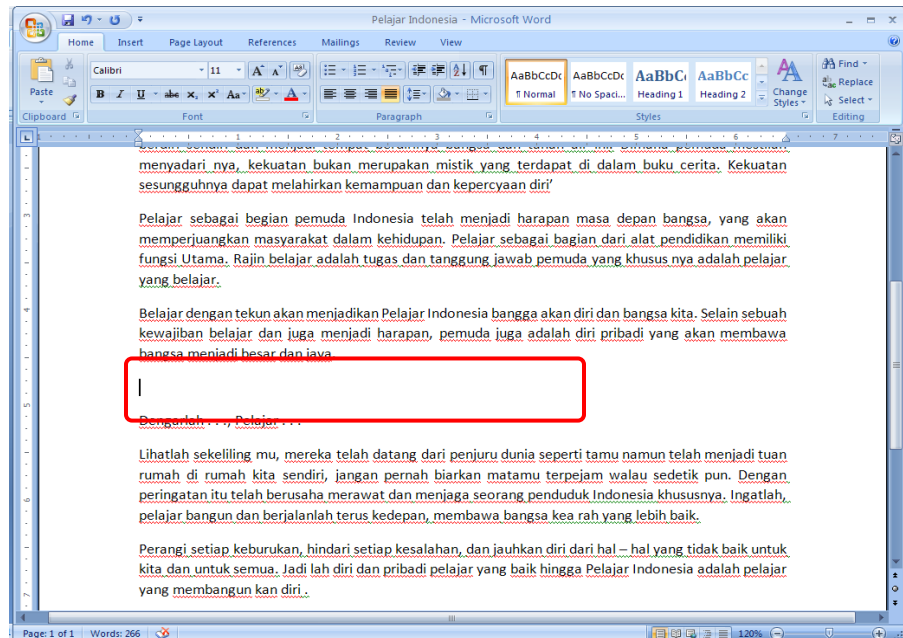 Pelajar Indonesia - Microsoft Word
Home Insert Page Layout References Mailings Review View
Paste
Calibri 11
AaBbCcDc AaBbCcDc AaBbC AaBbCc
¶ Normal ¶ No Spaci... Heading 1 Heading 2
Change Styles
Find
Replace
Select
Clipboard Font Paragraph Styles Editing
menyadari nya, kekuatan bukan merupakan mistik yang terdapat di dalam buku cerita. Kekuatan
sesungguhnya dapat melahirkan kemampuan dan kepercyaan diri’
Pelajar sebagai begian pemuda Indonesia telah menjadi harapan masa depan bangsa, yang akan
memperjuangkan masyarakat dalam kehidupan. Pelajar sebagai bagian dari alat pendidikan memiliki
fungsi Utama. Rajin belajar adalah tugas dan tanggung jawab pemuda yang khusus nya adalah pelajar
yang belajar.
Belajar dengan tekun akan menjadikan Pelajar Indonesia bangga akan diri dan bangsa kita. Selain sebuah
kewajiban belajar dan juga menjadi harapan, pemuda juga adalah diri pribadi yang akan membawa
bangsa menjadi besar dan jaya
Dengarlah . . ., Pelajar . . .
Lihatlah sekeliling mu, mereka telah datang dari penjuru dunia seperti tamu namun telah menjadi tuan
rumah di rumah kita sendiri, jangan pernah biarkan matamu terpejam walau sedetik pun. Dengan
peringatan itu telah berusaha merawat dan menjaga seorang penduduk Indonesia khususnya. Ingatlah,
pelajar bangun dan berjalanlah terus kedepan, membawa bangsa kea rah yang lebih baik.
Perangi setiap keburukan, hindari setiap kesalahan, dan jauhkan diri dari hal – hal yang tidak baik untuk
kita dan untuk semua. Jadi lah diri dan pribadi pelajar yang baik hingga Pelajar Indonesia adalah pelajar
yang membangun kan diri .
Page: 1 of 1 Words: 266 120%